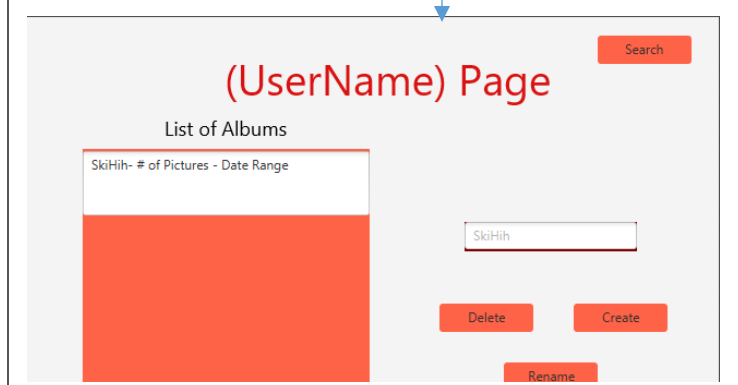 Search
(UserName) Page
List of Albums
SkiHih- # of Pictures - Date Range
SkiHih
Delete
Create
Rename